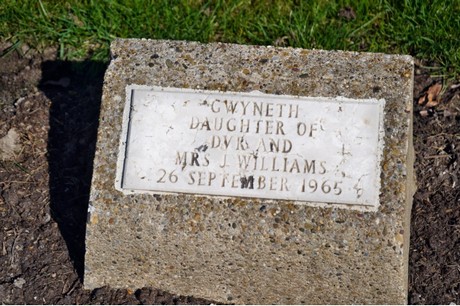 GWYNETH
DAUGHTER OF
DVR AND
MRS J WILLIAMS
26 SEPTEMBER 1965